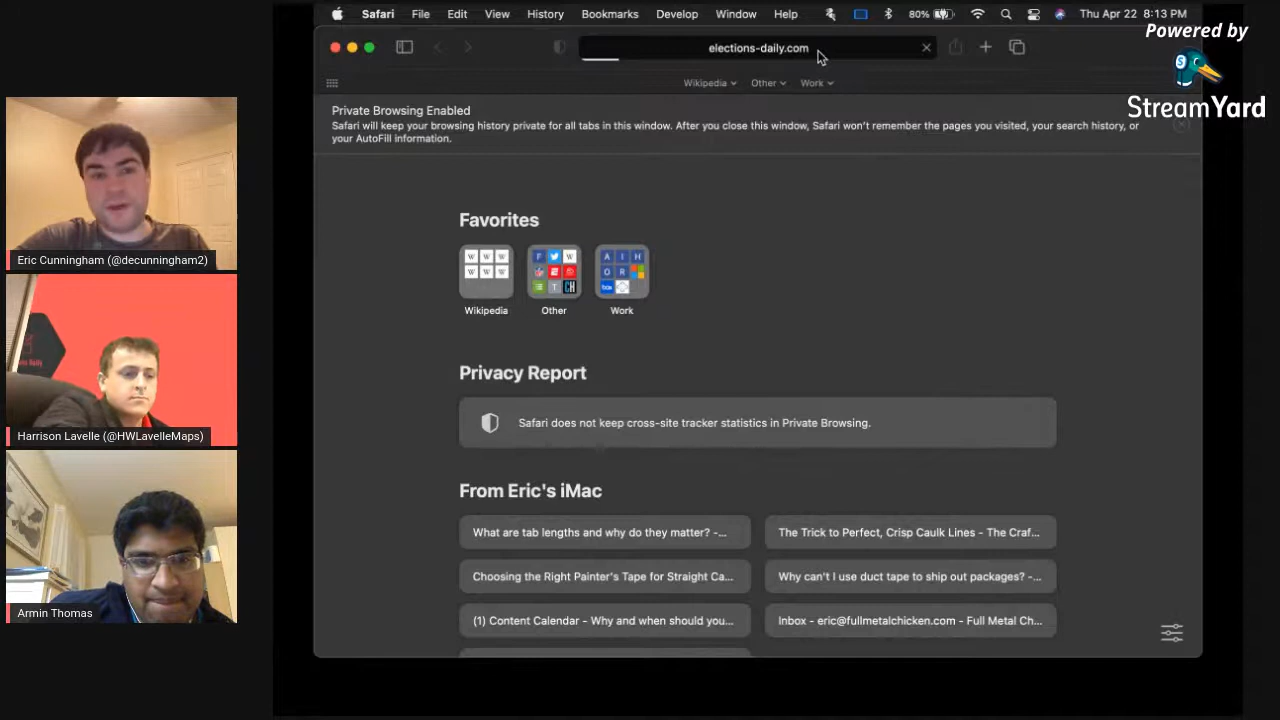 Safari File Edit View History Bookmarks Develop Window Help 80% Thu Apr 22 8:13 PM
Powered by
StreamYard
elections-daily.com
Wikipedia Other Work
Private Browsing Enabled
Safari will keep your browsing history private for all tabs in this window. After you close this window, Safari won't remember the pages you visited, your search history, or
your AutoFill information.
Favorites
W W W
W W W
F W
T CH
A I H
O R
box
Wikipedia Other Work
Privacy Report
Safari does not keep cross-site tracker statistics in Private Browsing.
From Eric's iMac
What are tab lengths and why do they matter? -...
The Trick to Perfect, Crisp Caulk Lines - The Craf...
Choosing the Right Painter's Tape for Straight Ca...
Why can't I use duct tape to ship out packages? -...
(1) Content Calendar - Why and when should you...
Inbox - eric@fullmetalchicken.com - Full Metal Ch...
Eric Cunningham (@decunningham2)
Harrison Lavelle (@HWLavelleMaps)
Armin Thomas